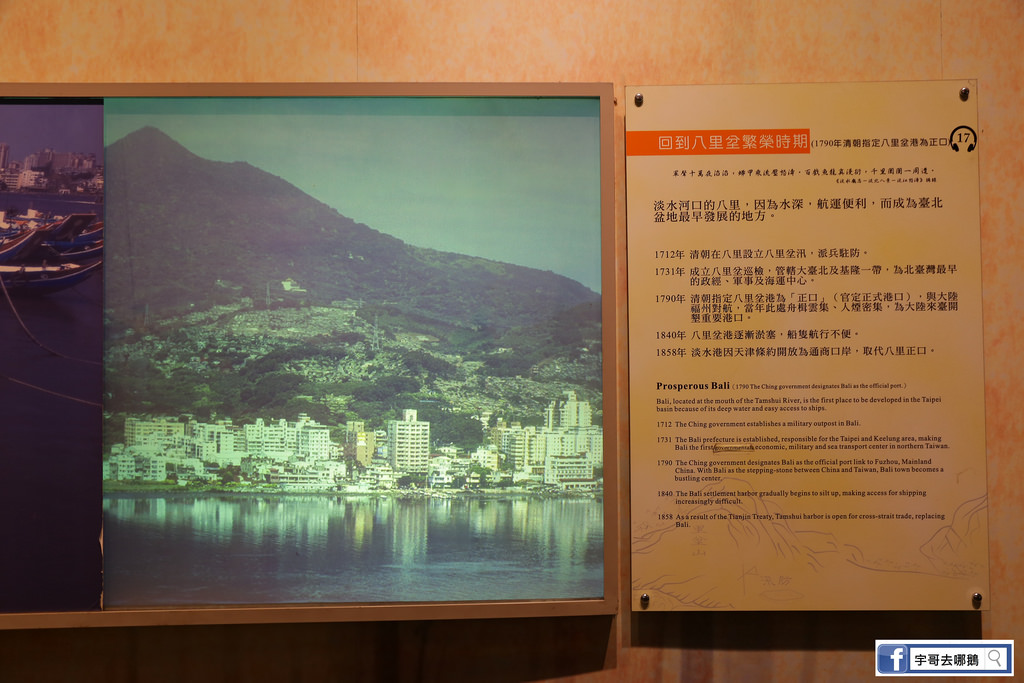 回到八里坌繁榮時期(1790年清朝指定八里坌港為正口)
17
淡水河口的八里，因為水深，航運便利，而成為臺北
盆地最早發展的地方。
1712年 清朝在八里設立八里坌汛，派兵駐防。
1731年 成立八里坌巡檢，管轄大臺北及基隆一帶，為北臺灣最早
的政經、軍事及海運中心。
1790年 清朝指定八里坌港為「正口」（官定正式港口），與大陸
福州對航，當年此處舟楫雲集、人煙密集，為大陸來臺開
墾重要港口。
1840年 八里坌港逐漸淤塞，船隻航行不便。
1858年 淡水港因天津條約開放為通商口岸，取代八里正口。
Prosperous Bali (1790 The Ching government designates Bali as the official port.)
Bali, located at the mouth of the Tamshui River, is the first place to be developed in the Taipei
basin because of its deep water and easy access to ships.
1712 The Ching government establishes a military outpost in Bali.
1731 The Bali prefecture is established, responsible for the Taipei and Keelung area, making
Bali the first economic, military and sea transport center in northern Taiwan.
1790 The Ching government designates Bali as the official port link to Fuzhou, Mainland
China. With Bali as the stepping-stone between China and Taiwan, Bali town becomes a
bustling center.
1840 The Bali settlement harbor gradually begins to silt up, making access for shipping
increasingly difficult.
1858 As a result of the Tianjin Treaty, Tamshui harbor is open for cross-strait trade, replacing
Bali.
f 宇哥去哪鵝